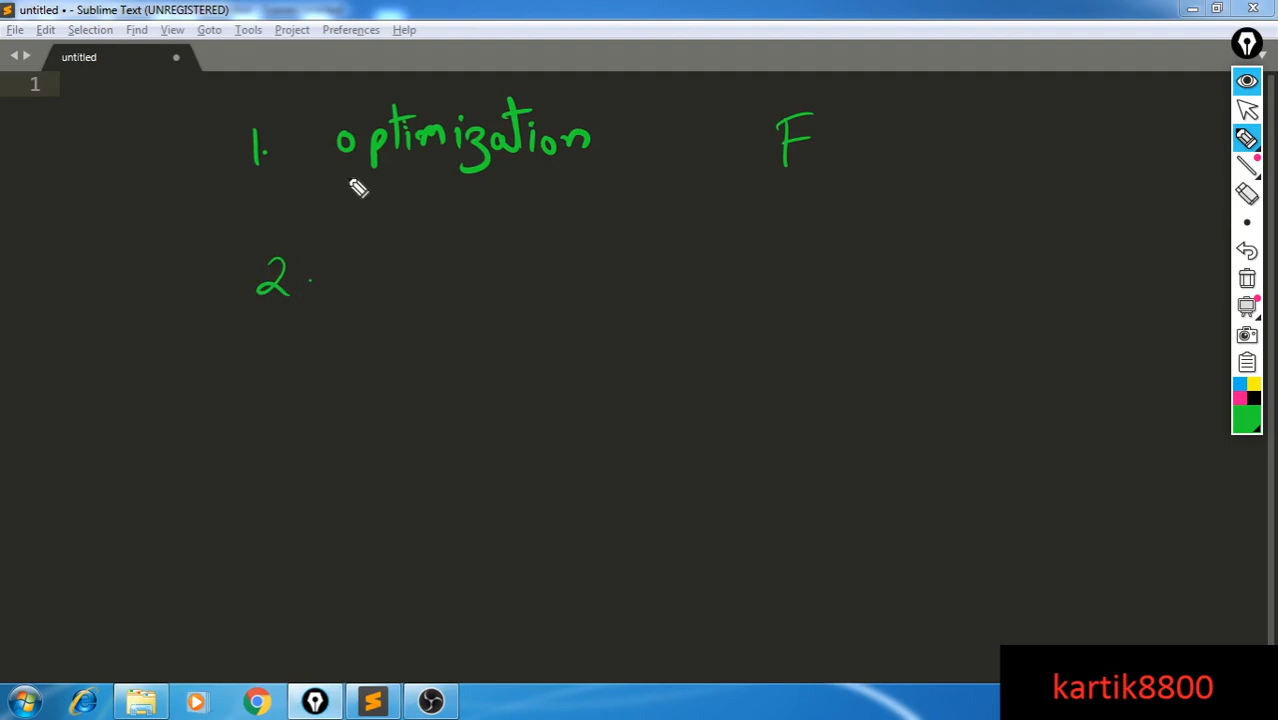 untitled • - Sublime Text (UNREGISTERED)
File Edit Selection Find View Goto Tools Project Preferences Help
untitled
1
1. optimization F
2.
kartik8800